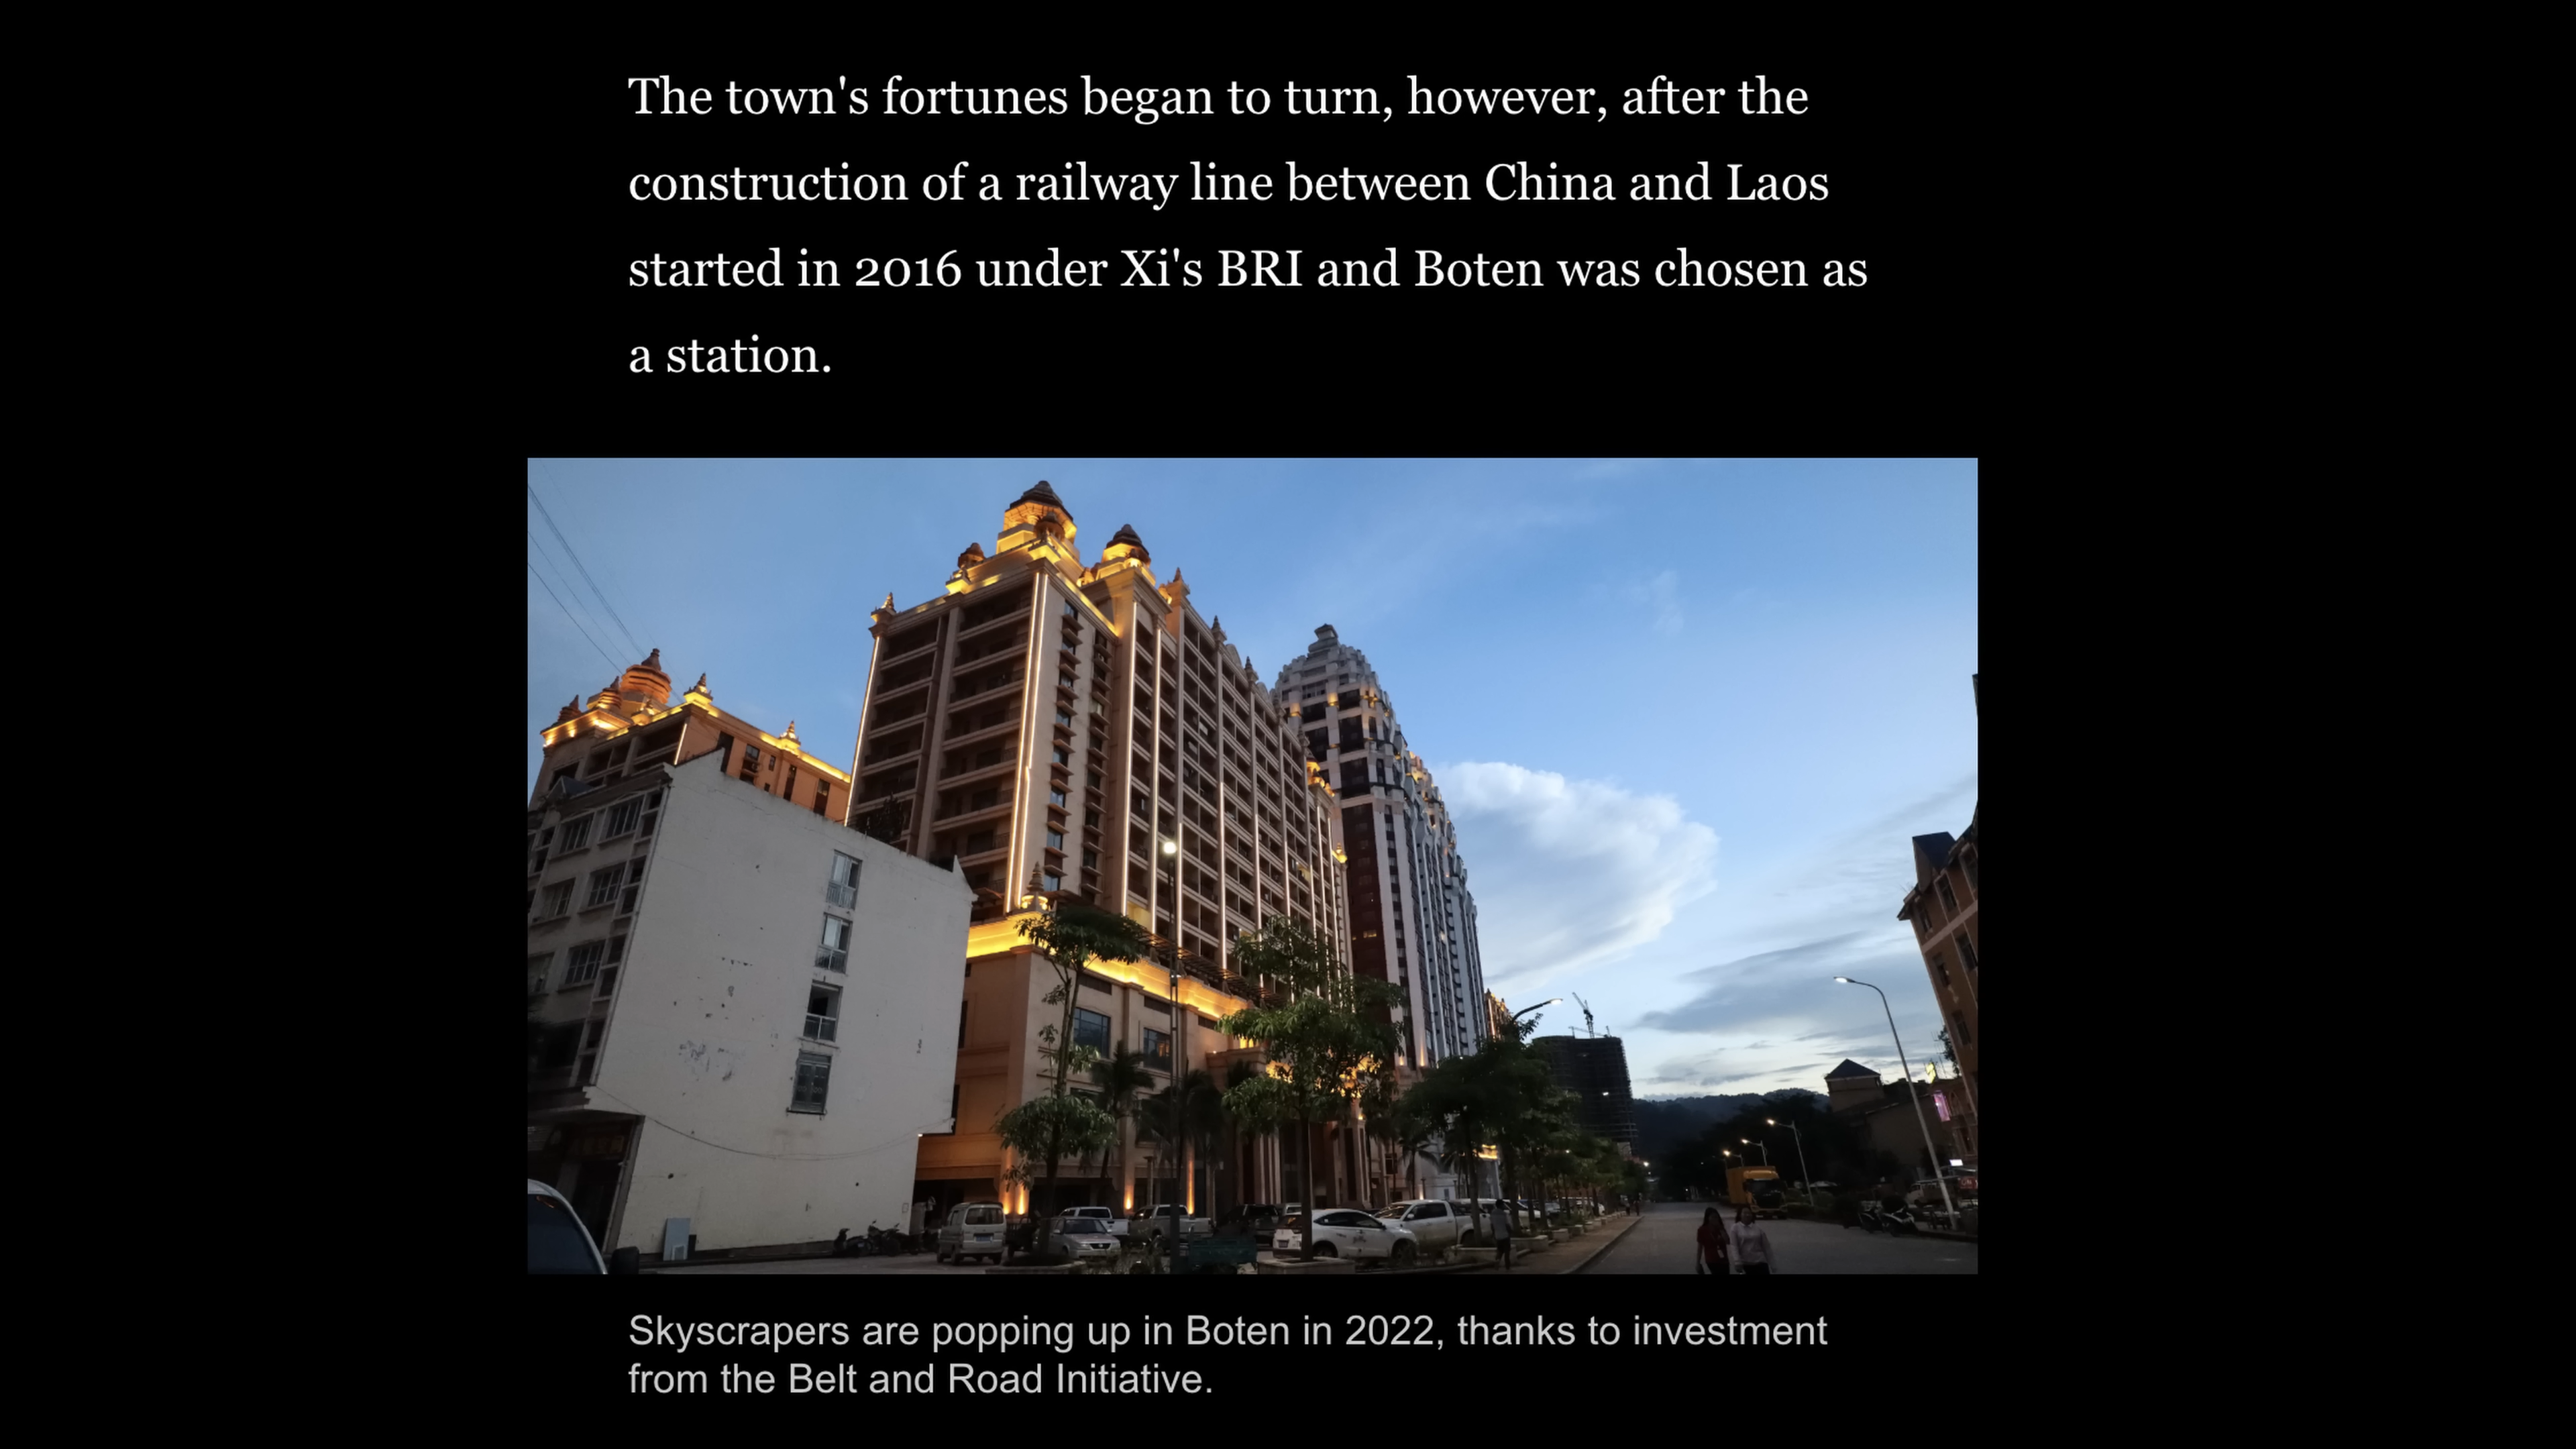 The town's fortunes began to turn, however, after the
construction of a railway line between China and Laos
started in 2016 under Xi's BRI and Boten was chosen as
a station.
Skyscrapers are popping up in Boten in 2022, thanks to investment
from the Belt and Road Initiative.